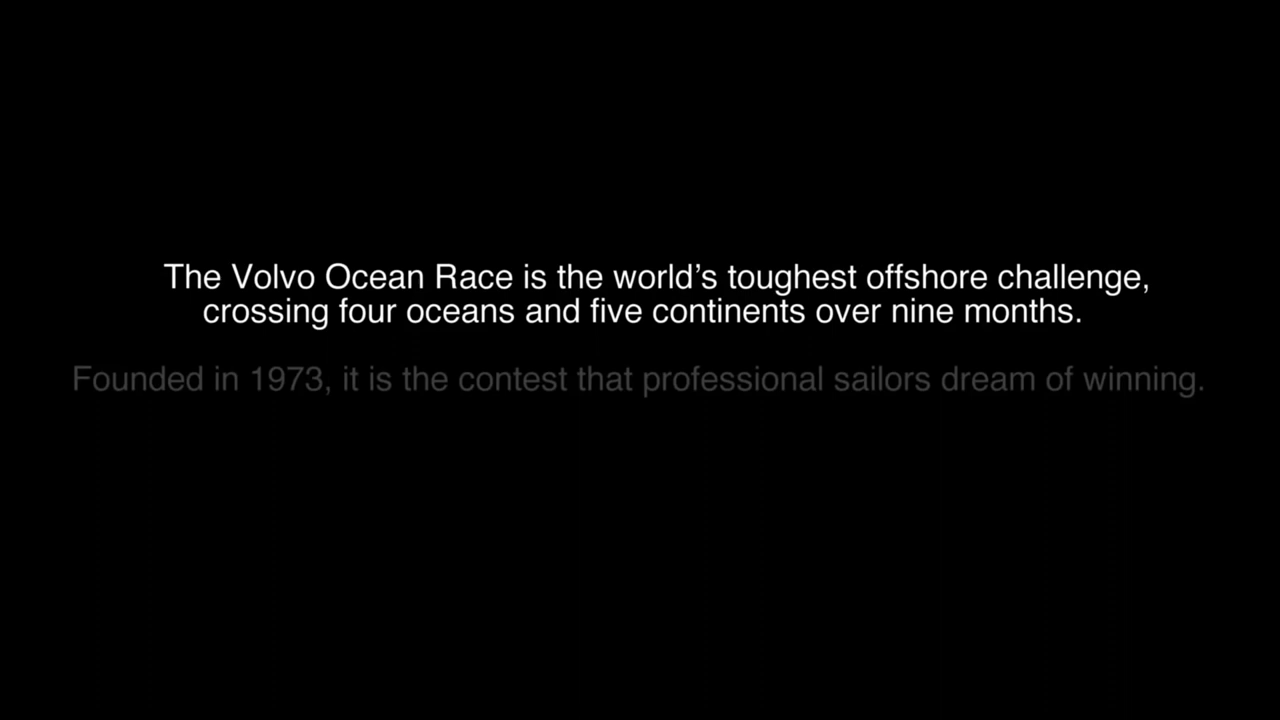 The Volvo Ocean Race is the world’s toughest offshore challenge,
crossing four oceans and five continents over nine months.
Founded in 1973, it is the contest that professional sailors dream of winning.